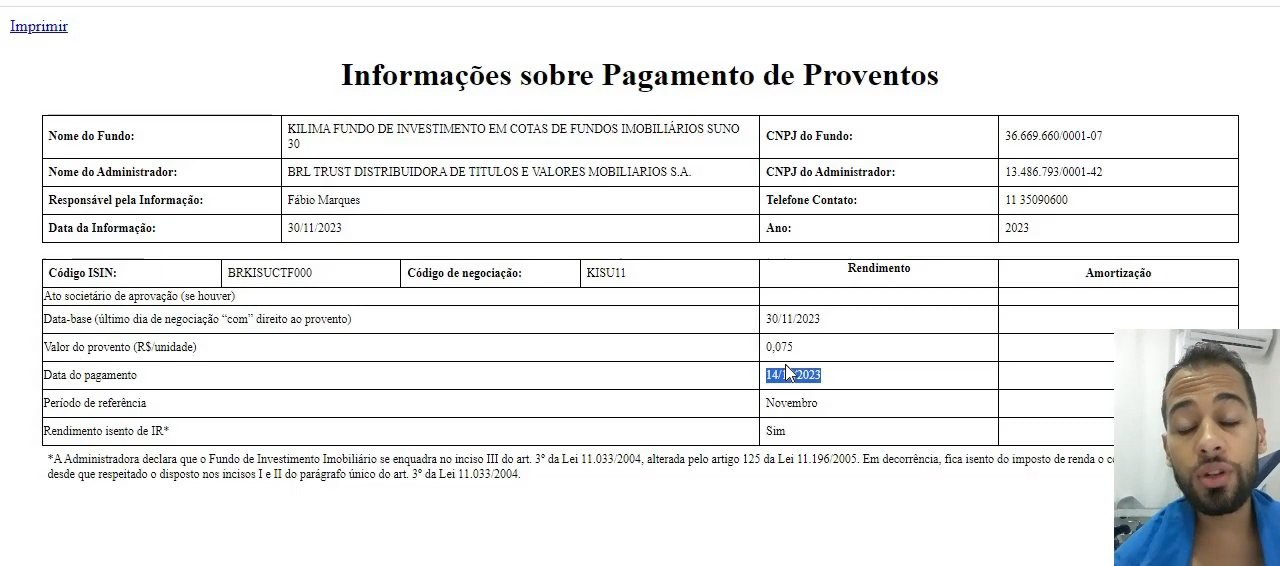 Imprimir
Informações sobre Pagamento de Proventos
Nome do Fundo: KILIMA FUNDO DE INVESTIMENTO EM COTAS DE FUNDOS IMOBILIÁRIOS SUNO 30 CNPJ do Fundo: 36.669.660/0001-07
Nome do Administrador: BRL TRUST DISTRIBUIDORA DE TITULOS E VALORES MOBILIARIOS S.A. CNPJ do Administrador: 13.486.793/0001-42
Responsável pela Informação: Fábio Marques Telefone Contato: 11 35090600
Data da Informação: 30/11/2023 Ano: 2023
Código ISIN: BRKISUCTF000 Código de negociação: KISU11 Rendimento Amortização
Ato societário de aprovação (se houver)
Data-base (último dia de negociação “com” direito ao provento) 30/11/2023
Valor do provento (R$/unidade) 0,075
Data do pagamento 14/ 2023
Período de referência Novembro
Rendimento isento de IR* Sim
*A Administradora declara que o Fundo de Investimento Imobiliário se enquadra no inciso III do art. 3º da Lei 11.033/2004, alterada pelo artigo 125 da Lei 11.196/2005. Em decorrência, fica isento do imposto de renda o
desde que respeitado o disposto nos incisos I e II do parágrafo único do art. 3º da Lei 11.033/2004.